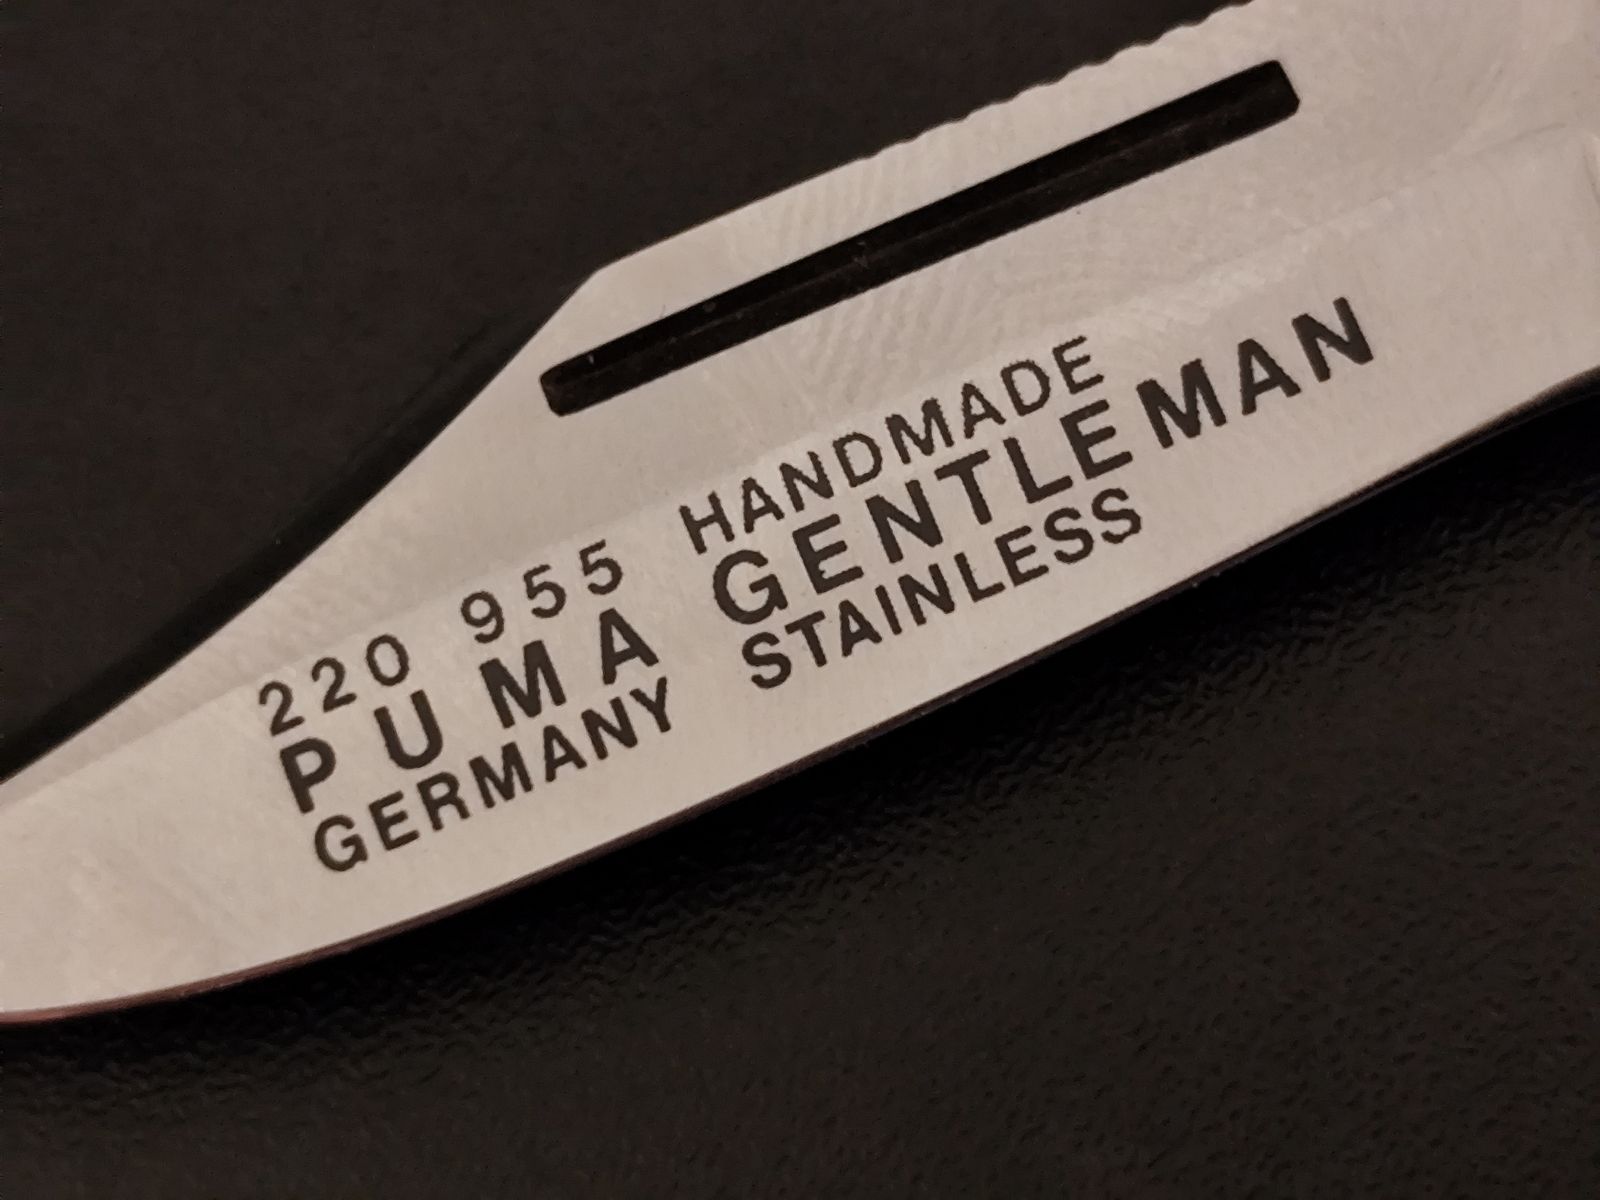 220 955 HANDMADE
PUMA GENTLEMAN
GERMANY STAINLESS